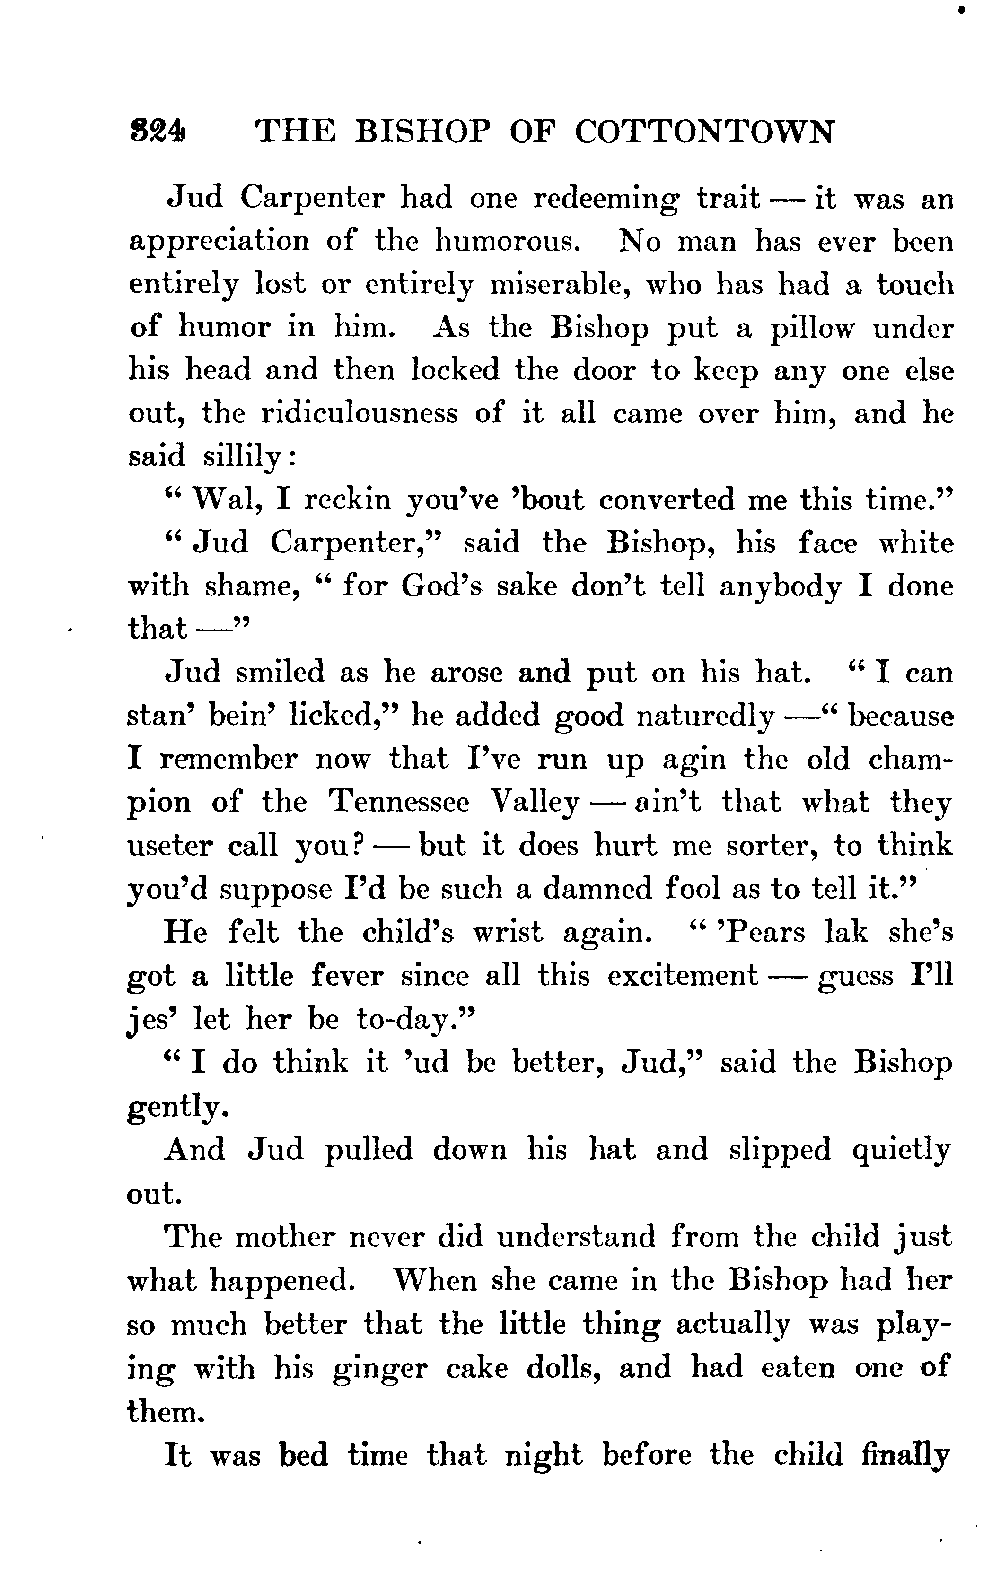 324 THE BISHOP OF COTTONTOWN
Jud Carpenter had one redeeming trait — it was an
appreciation of the humorous. No man has ever been
entirely lost or entirely miserable, who has had a touch
of humor in him. As the Bishop put a pillow under
his head and then locked the door to keep any one else
out, the ridiculousness of it all came over him, and he
said sillily:
“ Wal, I reckin you’ve ’bout converted me this time.”
“ Jud Carpenter,” said the Bishop, his face white
with shame, “ for God’s sake don’t tell anybody I done
that —”
Jud smiled as he arose and put on his hat. “ I can
stan’ bein’ licked,” he added good naturedly —“ because
I remember now that I’ve run up agin the old cham-
pion of the Tennessee Valley — ain’t that what they
useter call you? — but it does hurt me sorter, to think
you’d suppose I’d be such a damned fool as to tell it.”
He felt the child’s wrist again. “ ’Pears lak she’s
got a little fever since all this excitement — guess I’ll
jes’ let her be to-day.”
“ I do think it ’ud be better, Jud,” said the Bishop
gently.
And Jud pulled down his hat and slipped quietly
out.
The mother never did understand from the child just
what happened. When she came in the Bishop had her
so much better that the little thing actually was play-
ing with his ginger cake dolls, and had eaten one of
them.
It was bed time that night before the child finally